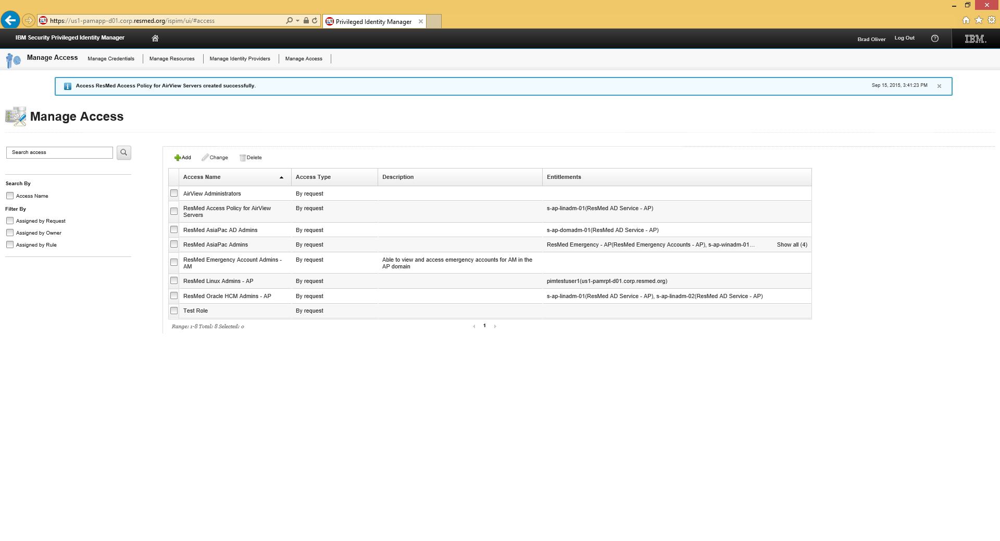 https://us1-pamapp-d01.corp.resmed.org/ispim/ui/#access
Privileged Identity Manager
IBM Security Privileged Identity Manager
Brad Oliver
Log Out
IBM.
Manage Access
Manage Credentials
Manage Resources
Manage Identity Providers
Manage Access
Access ResMed Access Policy for AirView Servers created successfully.
Sep 15, 2015, 3:41:23 PM
Manage Access
Search access
Search By
Access Name
Filter By
Assigned by Request
Assigned by Owner
Assigned by Rule
Add
Change
Delete
Access Name
Access Type
Description
Entitlements
AirView Administrators
By request
ResMed Access Policy for AirView
Servers
By request
s-ap-linadm-01(ResMed AD Service - AP)
ResMed AsiaPac AD Admins
By request
s-ap-domadm-01(ResMed AD Service - AP)
ResMed AsiaPac Admins
By request
ResMed Emergency - AP(ResMed Emergency Accounts - AP), s-ap-winadm-01...
Show all (4)
ResMed Emergency Account Admins -
AM
By request
Able to view and access emergency accounts for AM in the
AP domain
ResMed Linux Admins - AP
By request
pimtestuser1(us1-pamrpt-d01.corp.resmed.org)
ResMed Oracle HCM Admins - AP
By request
s-ap-linadm-01(ResMed AD Service - AP), s-ap-linadm-02(ResMed AD Service - AP)
Test Role
By request
Range: 1-8 Total: 8 Selected: 0
1